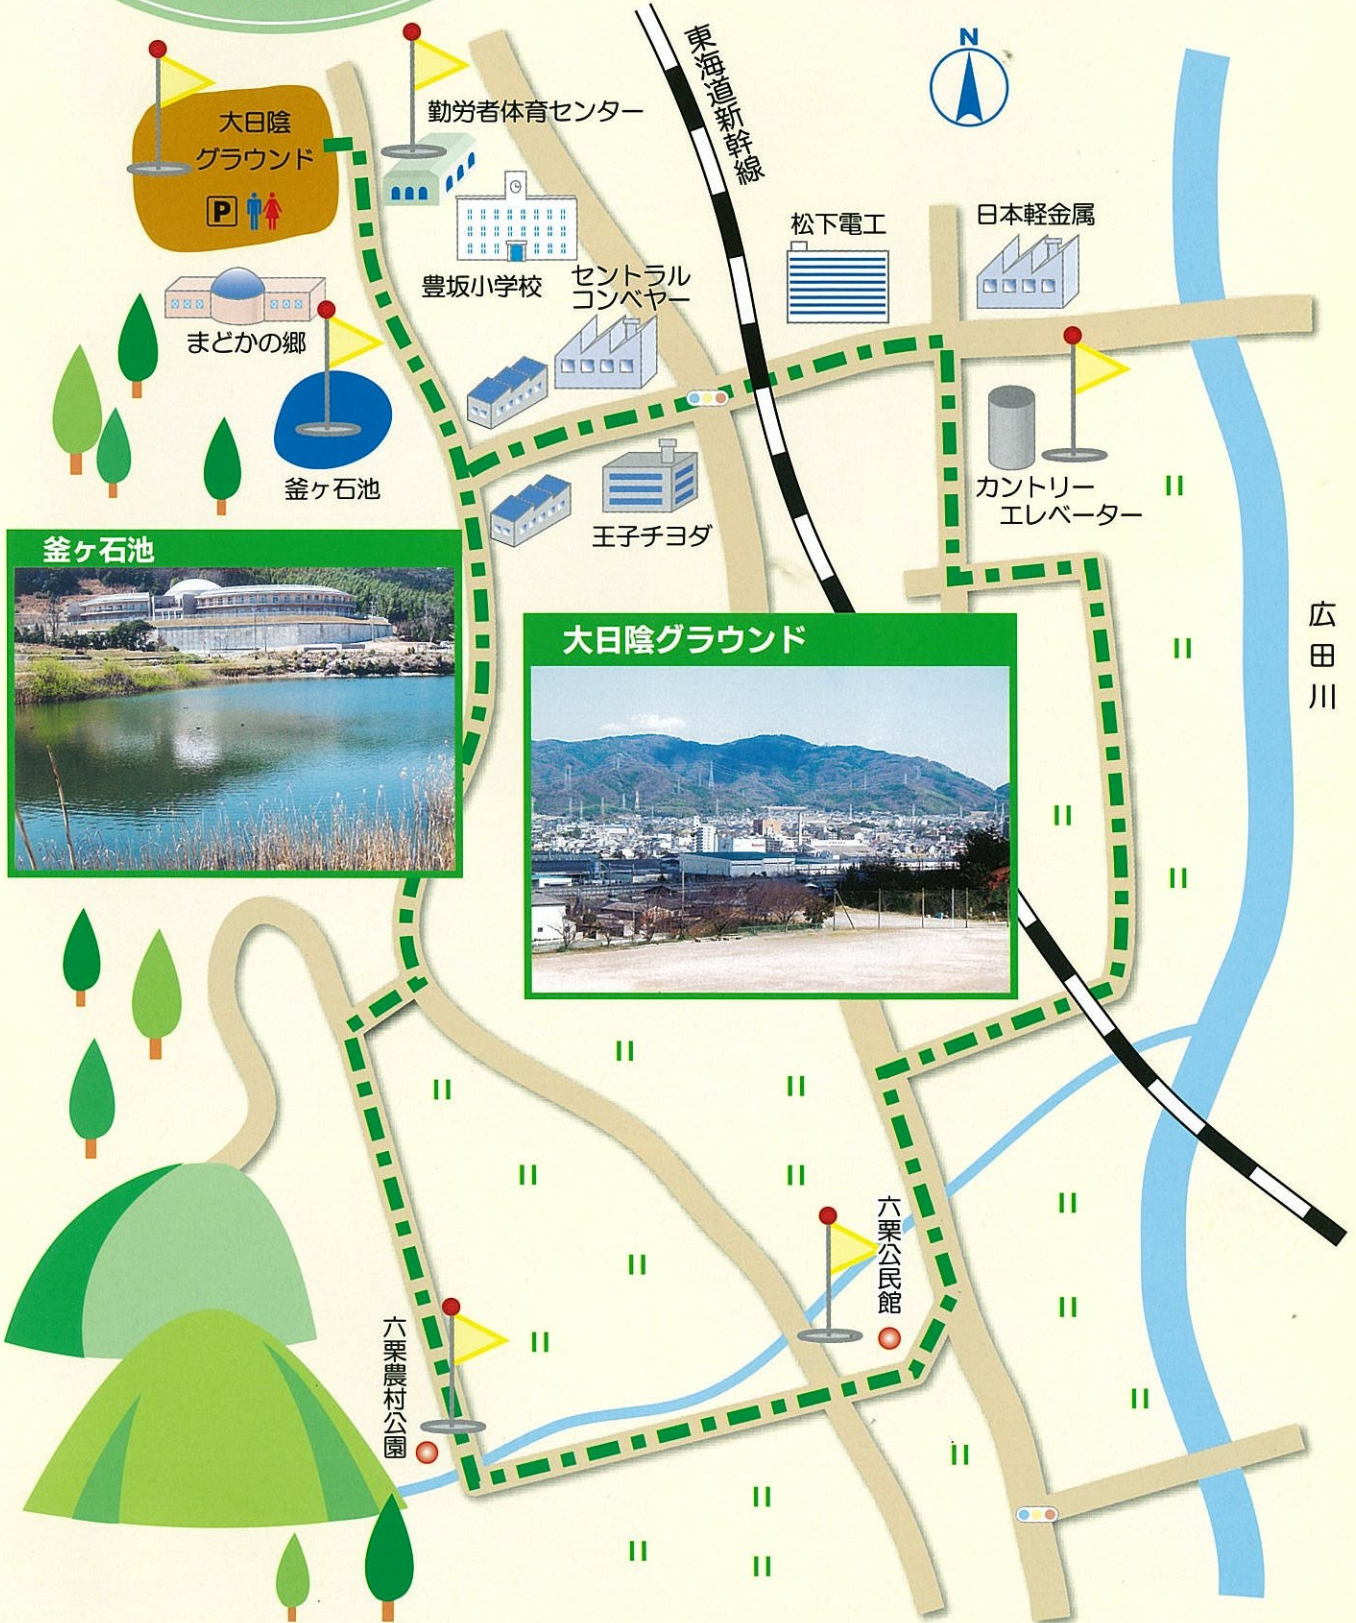 N
東海道新幹線
大日陰
グラウンド
P
勤労者体育センター
豊坂小学校
セントラル
コンベヤー
松下電工
日本軽金属
まどかの郷
釜ヶ石池
王子チヨダ
カントリー
エレベーター
釜ヶ石池
大日陰グラウンド
広田川
六栗公民館
六栗農村公園